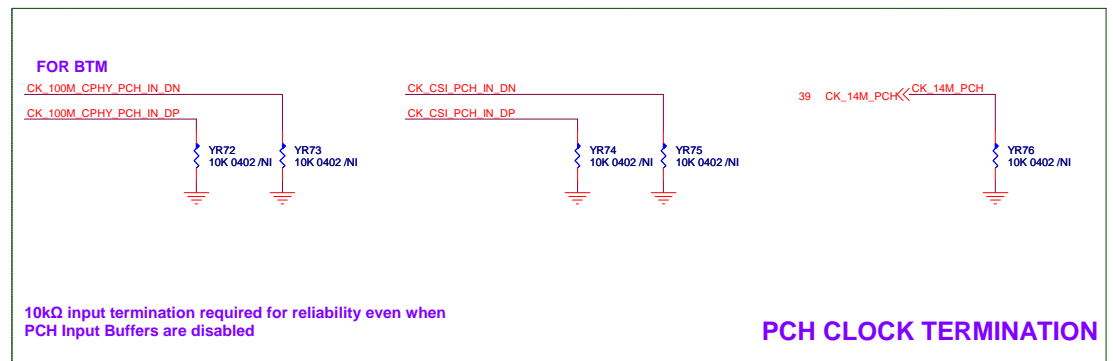 FOR BTM
CK_100M_CPHY_PCH_IN_DN
CK_100M_CPHY_PCH_IN_DP
YR72
10K 0402 /NI
YR73
10K 0402 /NI
CK_CSI_PCH_IN_DN
CK_CSI_PCH_IN_DP
YR74
10K 0402 /NI
YR75
10K 0402 /NI
39 CK_14M_PCH CK_14M_PCH
YR76
10K 0402 /NI
10kΩ input termination required for reliability even when
PCH Input Buffers are disabled
PCH CLOCK TERMINATION